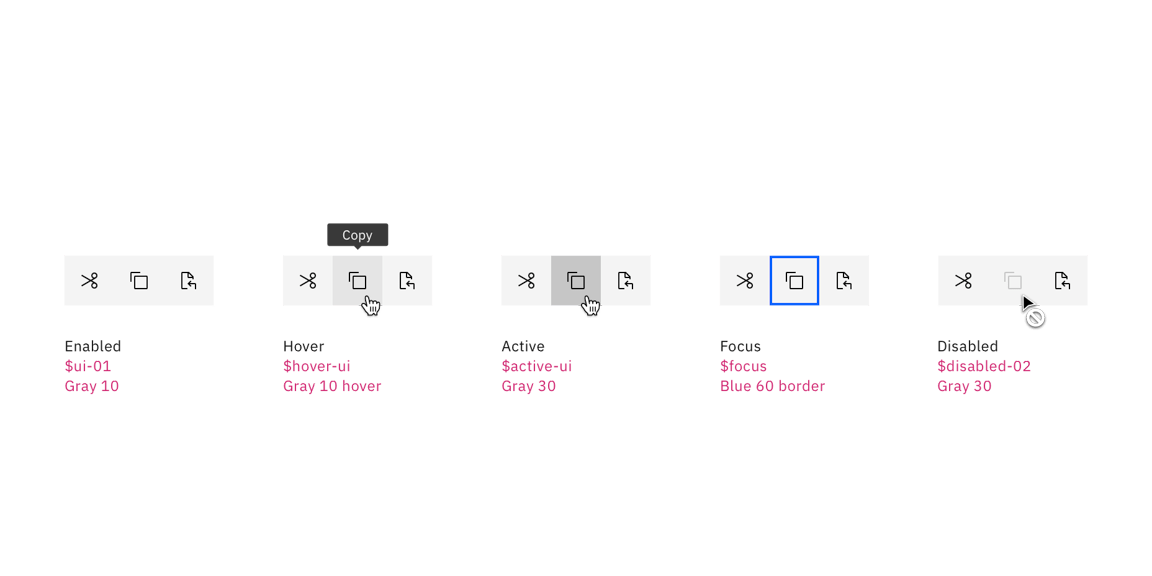 Copy
Enabled
$ui-01
Gray 10
Hover
$hover-ui
Gray 10 hover
Active
$active-ui
Gray 30
Focus
$focus
Blue 60 border
Disabled
$disabled-02
Gray 30